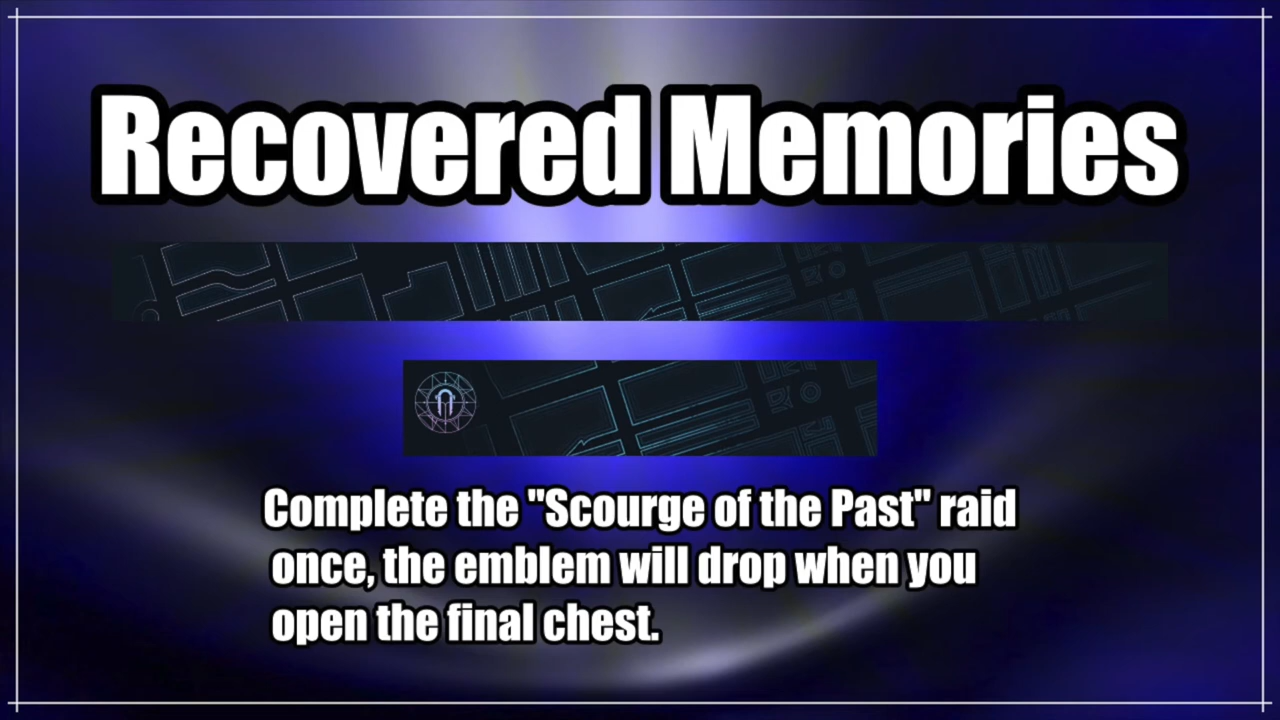 Recovered Memories
Complete the "Scourge of the Past" raid
once, the emblem will drop when you
open the final chest.